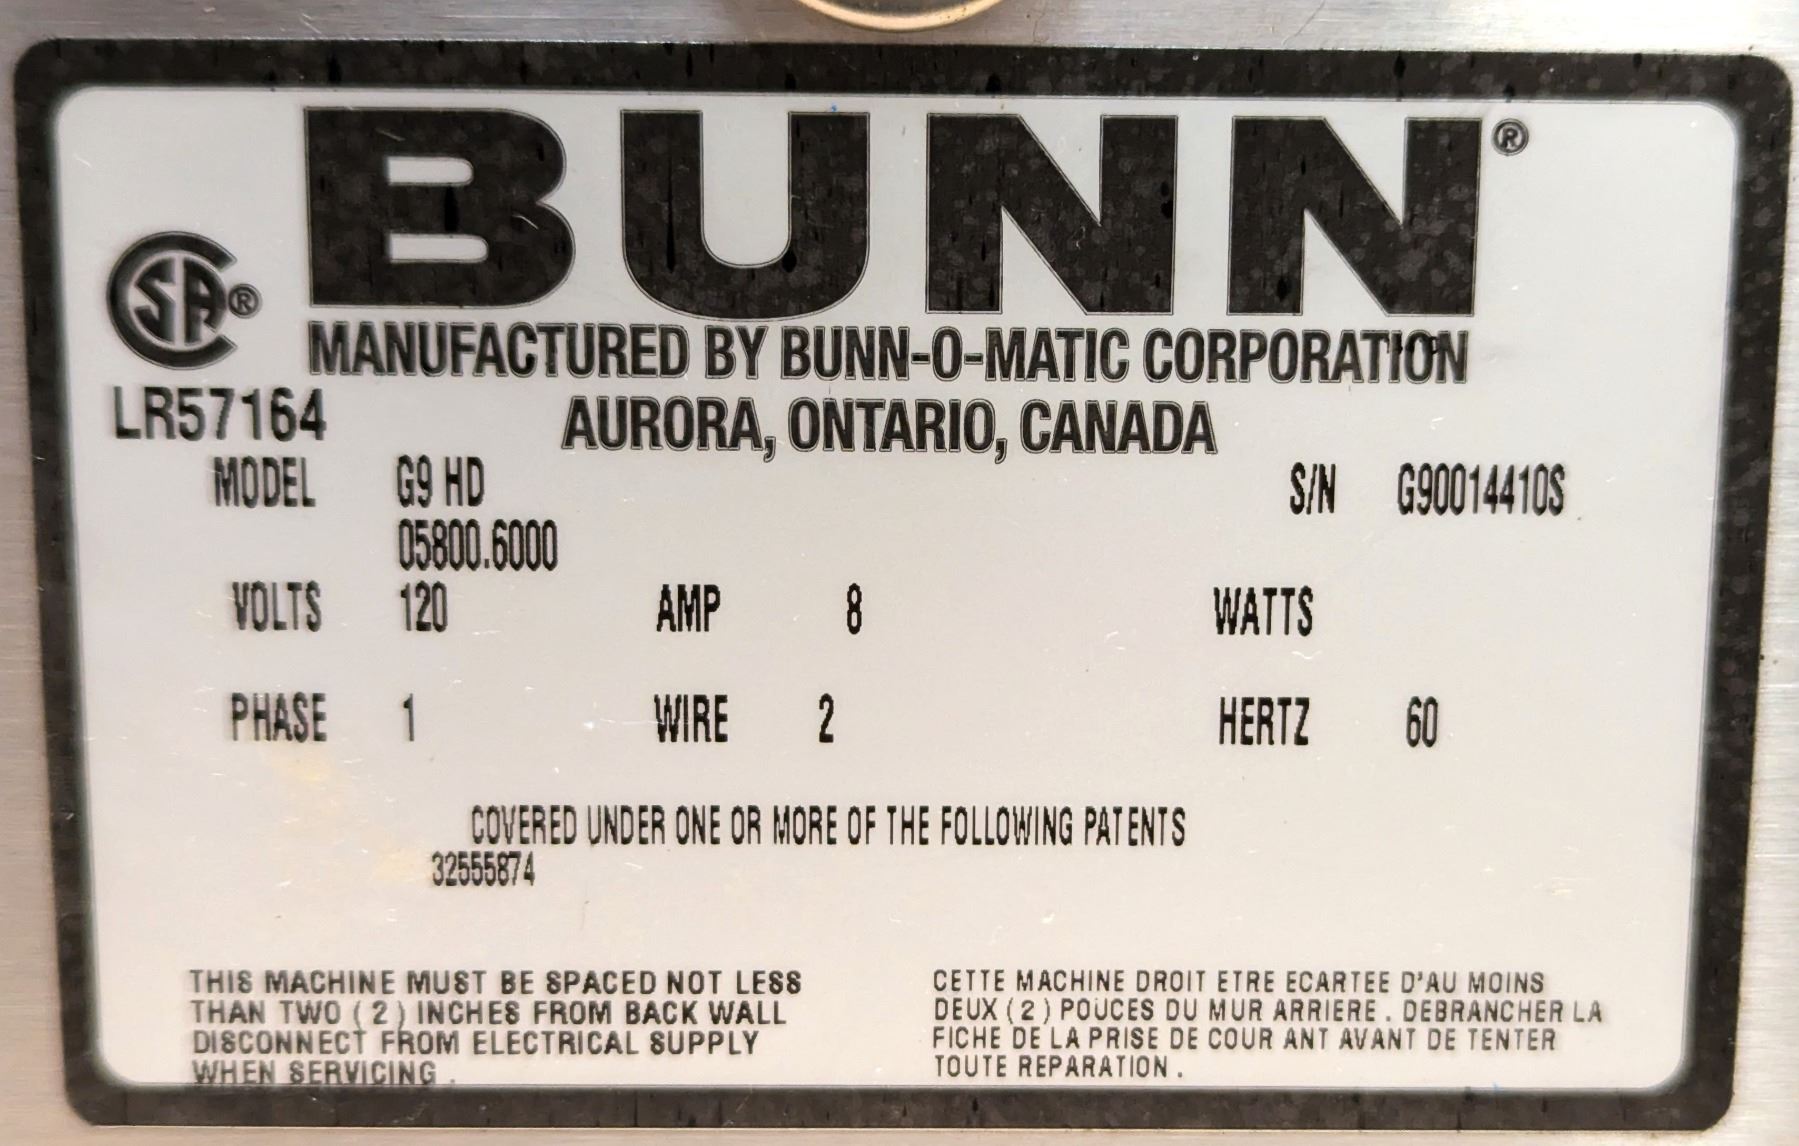 BUNN®
CSA®
MANUFACTURED BY BUNN-O-MATIC CORPORATION
LR57164
AURORA, ONTARIO, CANADA
MODEL G9 HD S/N G90014410S
05800.6000
VOLTS 120 AMP 8 WATTS
PHASE 1 WIRE 2 HERTZ 60
COVERED UNDER ONE OR MORE OF THE FOLLOWING PATENTS
32555874
THIS MACHINE MUST BE SPACED NOT LESS
THAN TWO ( 2 ) INCHES FROM BACK WALL
DISCONNECT FROM ELECTRICAL SUPPLY
WHEN SERVICING .
CETTE MACHINE DROIT ETRE ECARTEE D'AU MOINS
DEUX ( 2 ) POUCES DU MUR ARRIERE . DEBRANCHER LA
FICHE DE LA PRISE DE COUR ANT AVANT DE TENTER
TOUTE REPARATION .